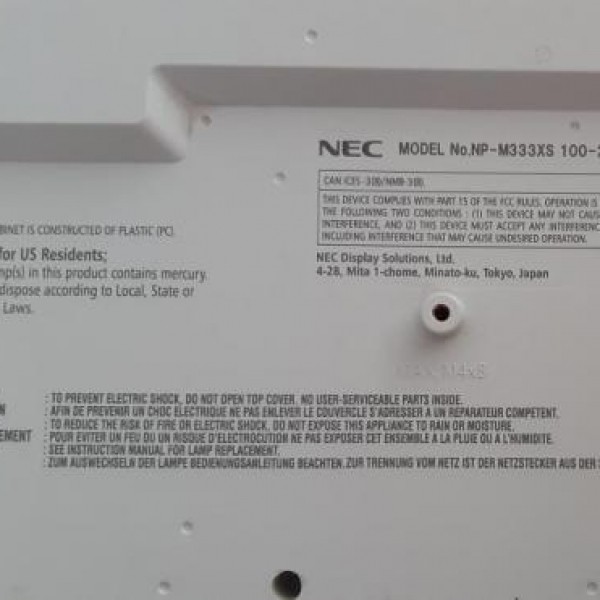 NEC MODEL No.NP-M333XS 100-2
CAN ICES-3(B)/NMB-3(B)
THIS DEVICE COMPLIES WITH PART 15 OF THE FCC RULES. OPERATION IS
THE FOLLOWING TWO CONDITIONS : (1) THIS DEVICE MAY NOT CAUS
INTERFERENCE, AND (2) THIS DEVICE MUST ACCEPT ANY INTERFERENC
INCLUDING INTERFERENCE THAT MAY CAUSE UNDESIRED OPERATION.
NEC Display Solutions, Ltd.
4-28, Mita 1-chome, Minato-ku, Tokyo, Japan
BINET IS CONSTRUCTED OF PLASTIC (PC).
for US Residents;
mp(s) in this product contains mercury.
dispose according to Local, State or
Laws.
M4x8
: TO PREVENT ELECTRIC SHOCK, DO NOT OPEN TOP COVER. NO USER-SERVICEABLE PARTS INSIDE.
N : AFIN DE PREVENIR UN CHOC ELECTRIQUE NE PAS ENLEVER LE COUVERCLE S'ADRESSER A UN REPARATEUR COMPETENT.
: TO REDUCE THE RISK OF FIRE OR ELECTRIC SHOCK, DO NOT EXPOSE THIS APPLIANCE TO RAIN OR MOISTURE.
EMENT : POUR EVITER UN FEU DU UN RISQUE D'ELECTROCUTION NE PAS EXPOSER CET ENSEMBLE A LA PLUIE OU A L'HUMIDITE.
: SEE INSTRUCTION MANUAL FOR LAMP REPLACEMENT.
: ZUM AUSWECHSELN DER LAMPE BEDIENUNGSANLEITUNG BEACHTEN. ZUR TRENNUNG VOM NETZ IST DER NETZSTECKER AUS DER S